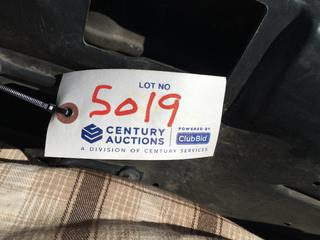 LOT NO
5019
CENTURY
AUCTIONS
POWERED BY
ClubBid
A DIVISION OF CENTURY SERVICES